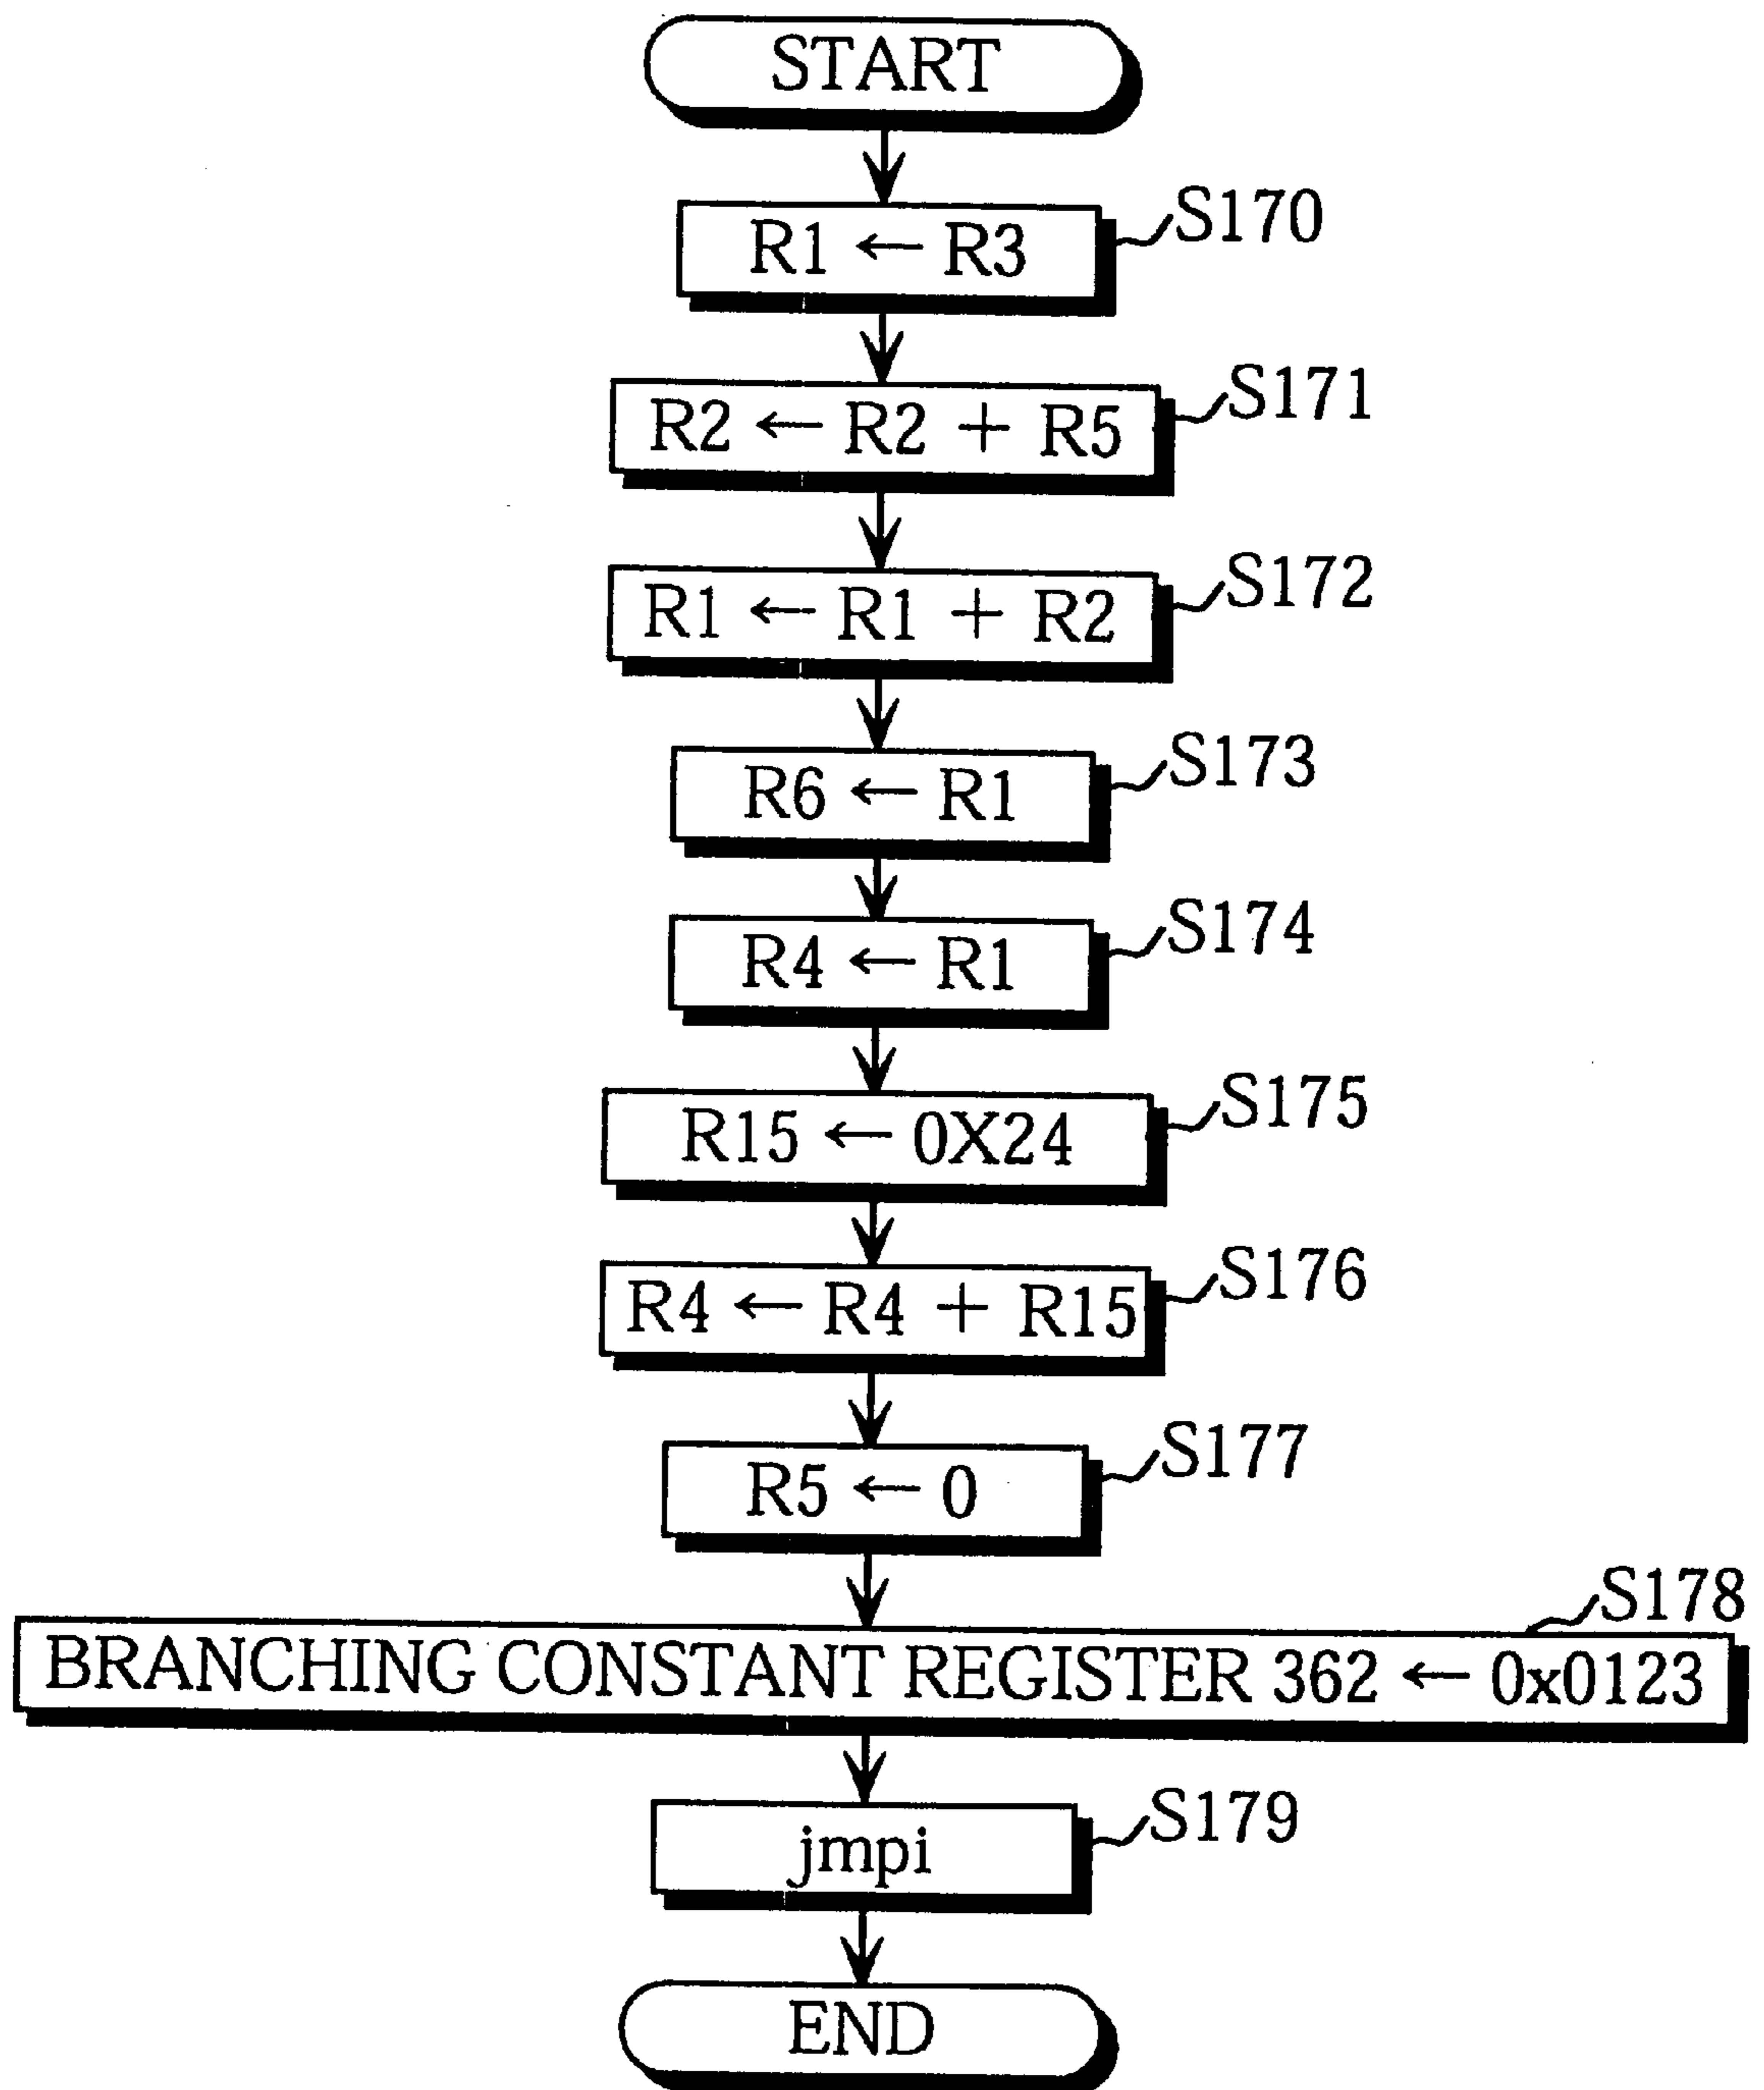 START
R1 ← R3
S170
R2 ← R2 + R5
S171
R1 ← R1 + R2
S172
R6 ← R1
S173
R4 ← R1
S174
R15 ← 0X24
S175
R4 ← R4 + R15
S176
R5 ← 0
S177
S178
BRANCHING CONSTANT REGISTER 362 ← 0x0123
jmpi
S179
END